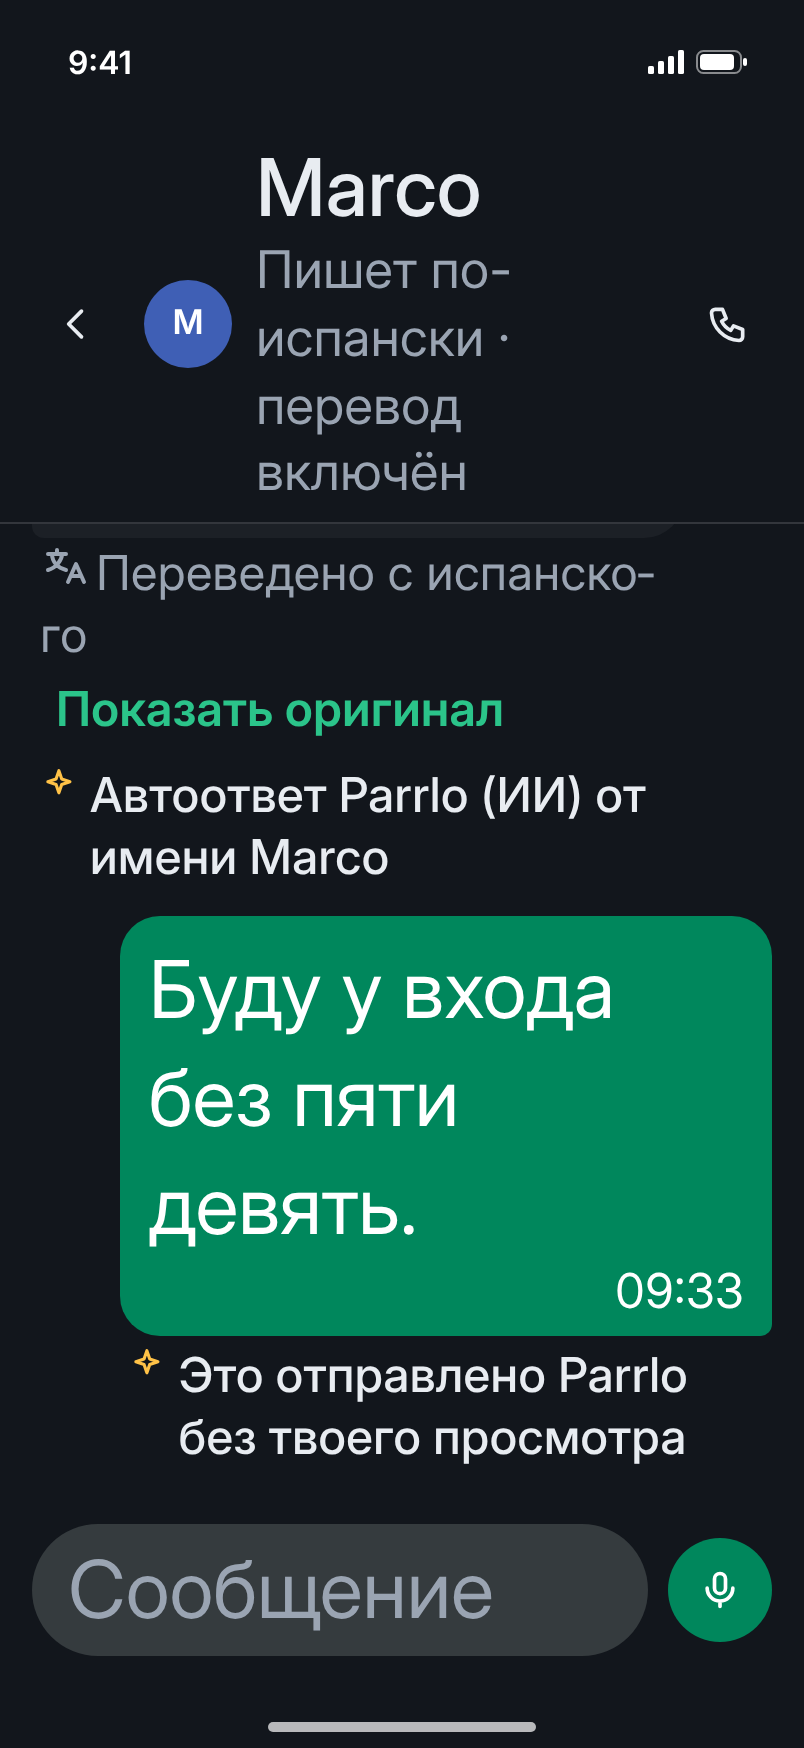 9:41
Marco
M
Пишет по-
испански ·
перевод
включён
Переведено с испанско-
го
Показать оригинал
Автоответ Parrlo (ИИ) от
имени Marco
Буду у входа
без пяти
девять.
09:33
Это отправлено Parrlo
без твоего просмотра
Сообщение